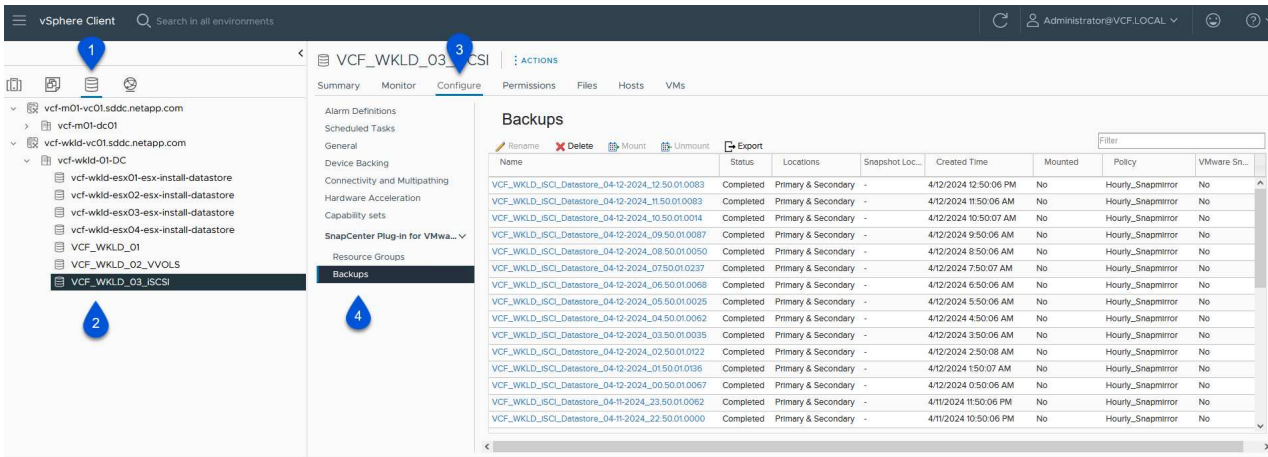 vSphere Client Search in all environments Administrator@VCF.LOCAL
1
3
VCF_WKLD_03_ CSI ACTIONS
Summary Monitor Configure Permissions Files Hosts VMs
vcf-m01-vc01.sddc.netapp.com
vcf-m01-dc01
vcf-wkld-vc01.sddc.netapp.com
vcf-wkld-01-DC
vcf-wkld-esx01-esx-install-datastore
vcf-wkld-esx02-esx-install-datastore
vcf-wkld-esx03-esx-install-datastore
vcf-wkld-esx04-esx-install-datastore
VCF_WKLD_01
VCF_WKLD_02_VVOLS
VCF_WKLD_03_iSCSI
2
Alarm Definitions
Scheduled Tasks
General
Device Backing
Connectivity and Multipathing
Hardware Acceleration
Capability sets
SnapCenter Plug-in for VMwa...
Resource Groups
Backups
4
Backups
Rename Delete Mount Unmount Export Filter
Name Status Locations Snapshot Loc... Created Time Mounted Policy VMware Sn...
VCF_WKLD_iSCI_Datastore_04-12-2024_12.50.01.0083 Completed Primary & Secondary - 4/12/2024 12:50:06 PM No Hourly_Snapmirror No
VCF_WKLD_iSCI_Datastore_04-12-2024_11.50.01.0083 Completed Primary & Secondary - 4/12/2024 11:50:06 AM No Hourly_Snapmirror No
VCF_WKLD_iSCI_Datastore_04-12-2024_10.50.01.0014 Completed Primary & Secondary - 4/12/2024 10:50:07 AM No Hourly_Snapmirror No
VCF_WKLD_iSCI_Datastore_04-12-2024_09.50.01.0087 Completed Primary & Secondary - 4/12/2024 9:50:06 AM No Hourly_Snapmirror No
VCF_WKLD_iSCI_Datastore_04-12-2024_08.50.01.0050 Completed Primary & Secondary - 4/12/2024 8:50:06 AM No Hourly_Snapmirror No
VCF_WKLD_iSCI_Datastore_04-12-2024_07.50.01.0237 Completed Primary & Secondary - 4/12/2024 7:50:07 AM No Hourly_Snapmirror No
VCF_WKLD_iSCI_Datastore_04-12-2024_06.50.01.0068 Completed Primary & Secondary - 4/12/2024 6:50:06 AM No Hourly_Snapmirror No
VCF_WKLD_iSCI_Datastore_04-12-2024_05.50.01.0025 Completed Primary & Secondary - 4/12/2024 5:50:06 AM No Hourly_Snapmirror No
VCF_WKLD_iSCI_Datastore_04-12-2024_04.50.01.0062 Completed Primary & Secondary - 4/12/2024 4:50:06 AM No Hourly_Snapmirror No
VCF_WKLD_iSCI_Datastore_04-12-2024_03.50.01.0035 Completed Primary & Secondary - 4/12/2024 3:50:06 AM No Hourly_Snapmirror No
VCF_WKLD_iSCI_Datastore_04-12-2024_02.50.01.0122 Completed Primary & Secondary - 4/12/2024 2:50:08 AM No Hourly_Snapmirror No
VCF_WKLD_iSCI_Datastore_04-12-2024_01.50.01.0136 Completed Primary & Secondary - 4/12/2024 1:50:07 AM No Hourly_Snapmirror No
VCF_WKLD_iSCI_Datastore_04-12-2024_00.50.01.0067 Completed Primary & Secondary - 4/12/2024 0:50:06 AM No Hourly_Snapmirror No
VCF_WKLD_iSCI_Datastore_04-11-2024_23.50.01.0062 Completed Primary & Secondary - 4/11/2024 11:50:06 PM No Hourly_Snapmirror No
VCF_WKLD_iSCI_Datastore_04-11-2024_22.50.01.0000 Completed Primary & Secondary - 4/11/2024 10:50:06 PM No Hourly_Snapmirror No